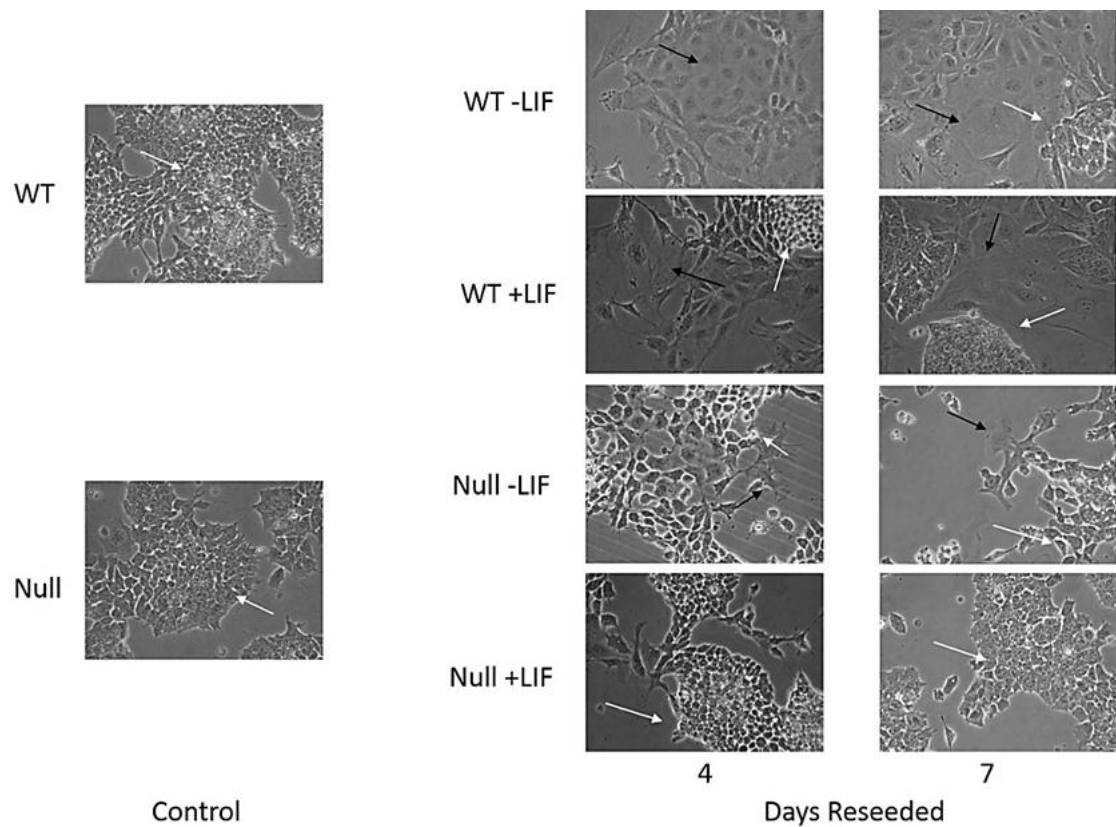 WT
Null
Control
WT -LIF
WT +LIF
Null -LIF
Null +LIF
4
7
Days Reseeded